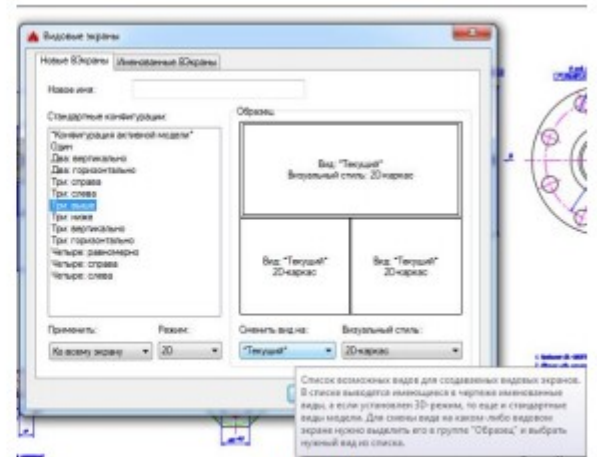 Видовые экраны
Новые ВЭкраны Именованные ВЭкраны
Новое имя:
Стандартные конфигурации:
Образец:
*Конфигурация активной модели*
Один
Два: вертикально
Два: горизонтально
Три: справа
Три: слева
Три: выше
Три: ниже
Три: вертикально
Три: горизонтально
Четыре: равномерно
Четыре: справа
Четыре: слева
Вид: *Текущий*
Визуальный стиль: 2D-каркас
Вид: *Текущий*
2D-каркас
Вид: *Текущий*
2D-каркас
Применить: Режим: Сменить вид на: Визуальный стиль:
Ко всему экрану 2D *Текущий* 2D-каркас
Список возможных видов для создаваемых видовых экранов.
В списке выводятся имеющиеся в чертеже именованные
виды, а если установлен 3D-режим, то еще и стандартные
виды модели. Для смены вида на каком-либо видовом
экране нужно выделить его в группе "Образец" и выбрать
нужный вид из списка.